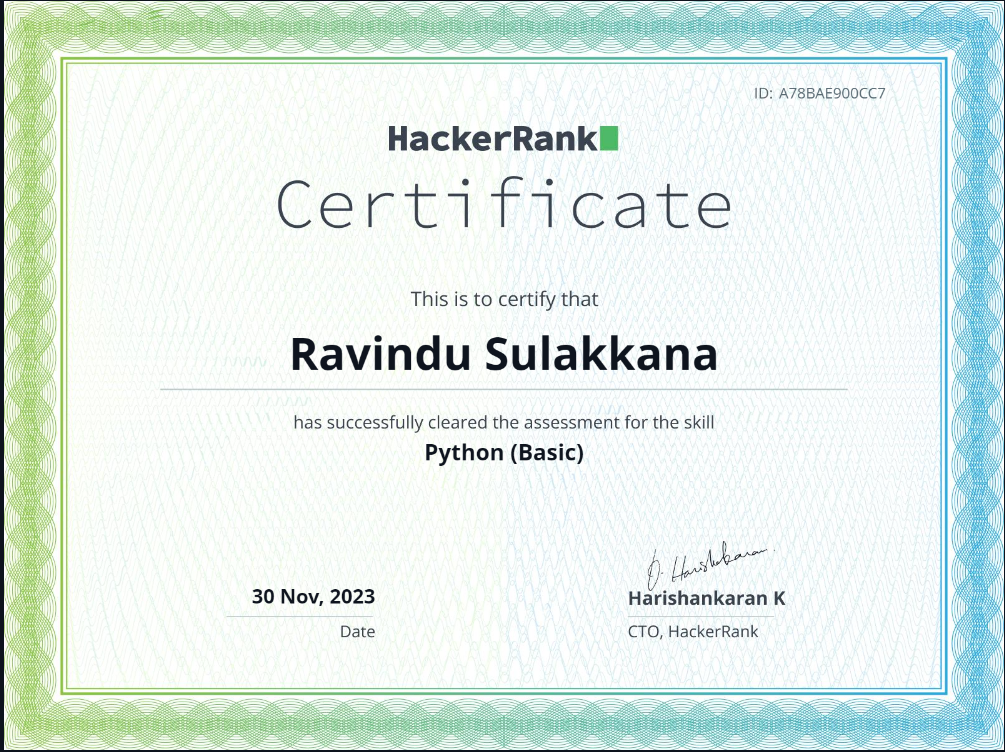 ID: A78BAE900CC7
HackerRank
Certificate
This is to certify that
Ravindu Sulakkana
has successfully cleared the assessment for the skill
Python (Basic)
30 Nov, 2023
Date
Harishankaran K
CTO, HackerRank